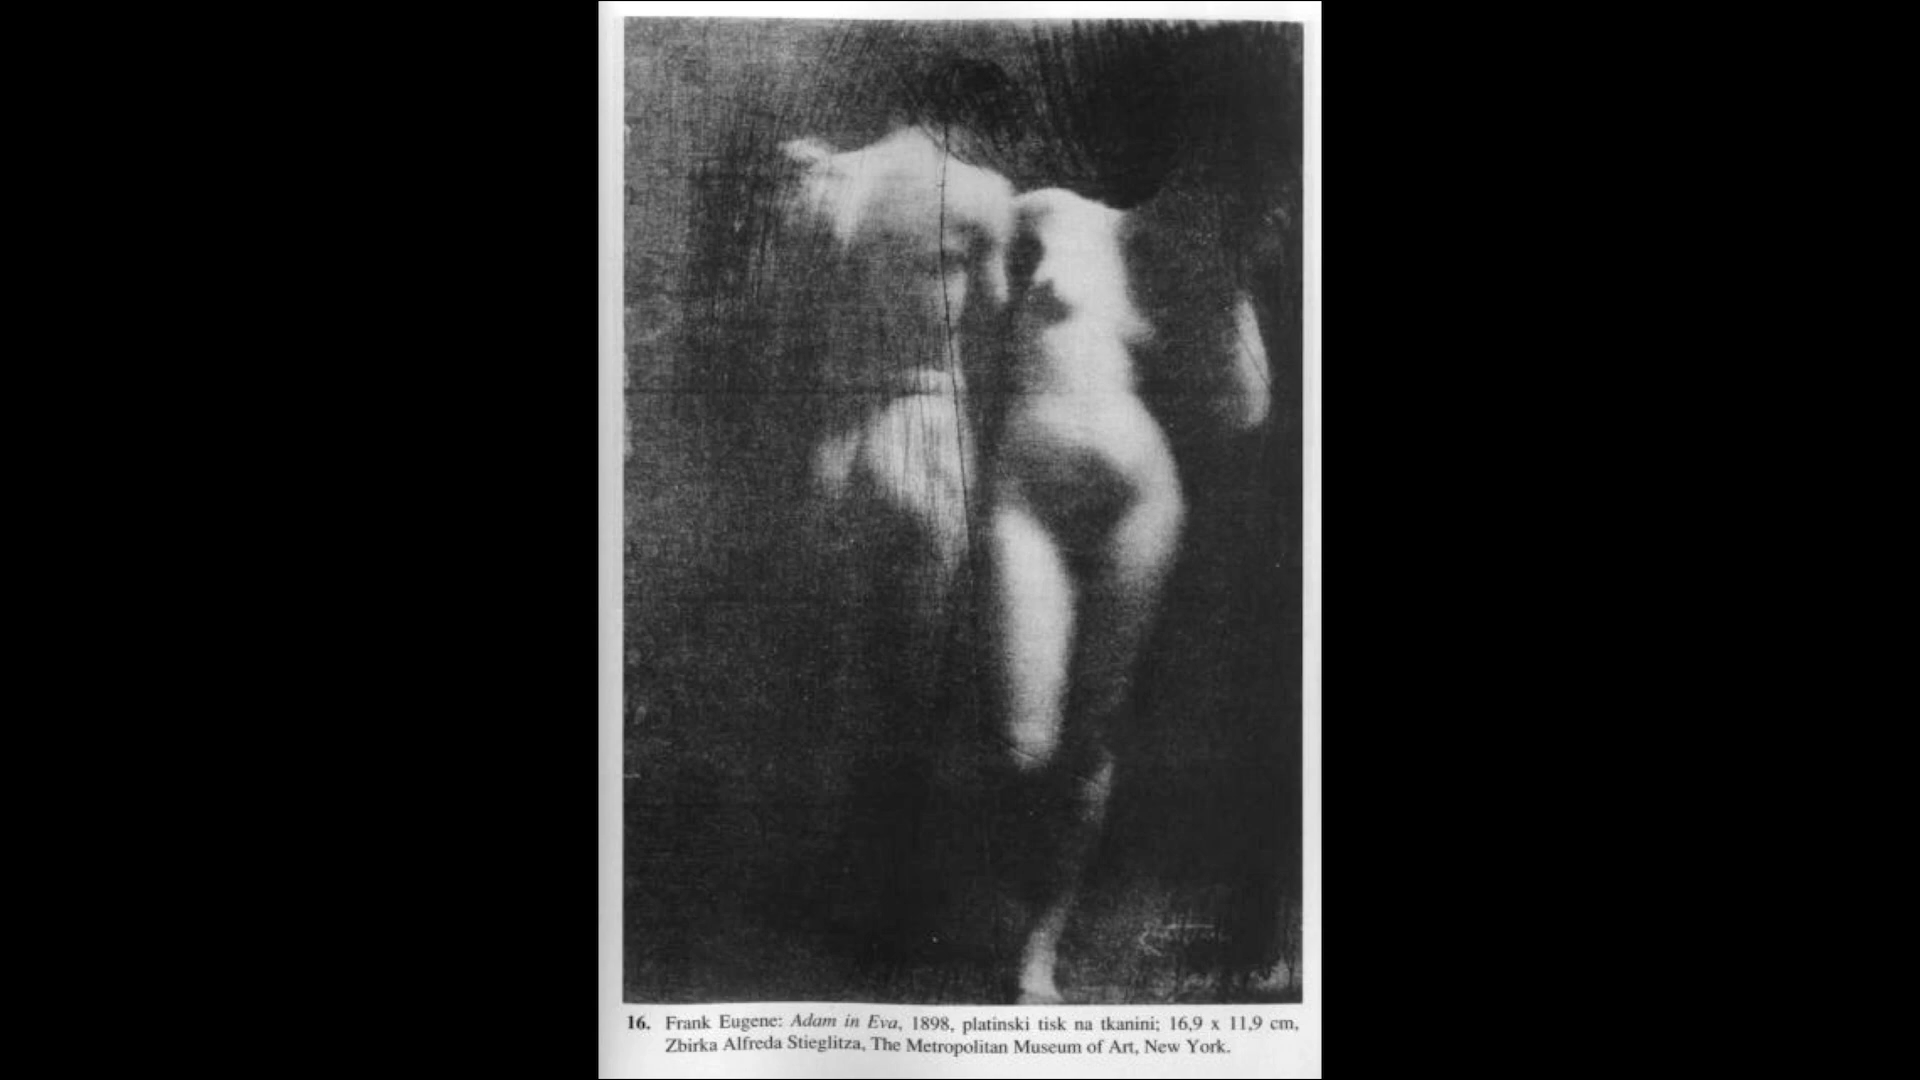 16. Frank Eugene: Adam in Eva, 1898, platinski tisk na tkanini; 16,9 x 11,9 cm,
Zbirka Alfreda Stieglitza, The Metropolitan Museum of Art, New York.